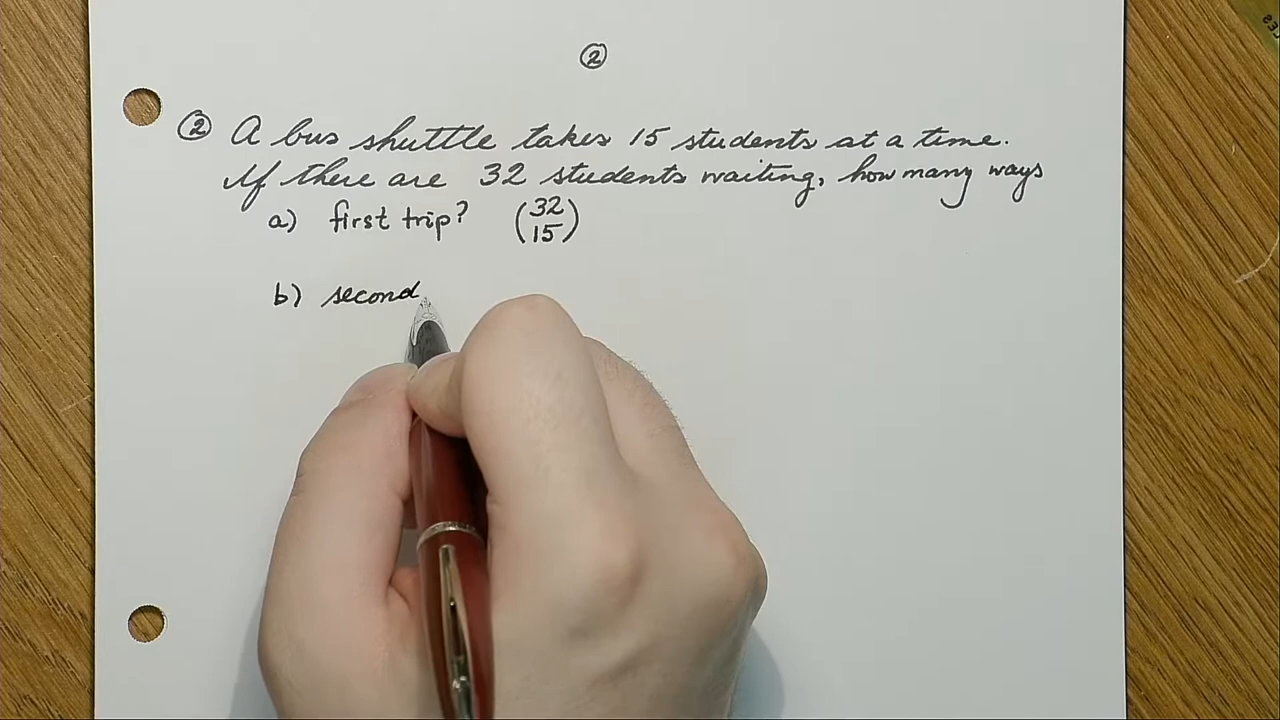 ②
② A bus shuttle takes 15 students at a time.
If there are 32 students waiting, how many ways
a) first trip? (32
15)
b) second